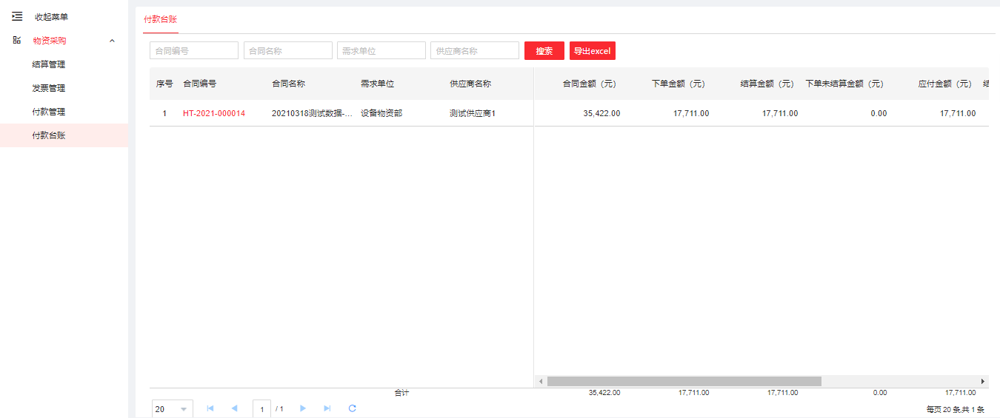 收起菜单
物资采购
结算管理
发票管理
付款管理
付款台账
付款台账
合同编号 合同名称 需求单位 供应商名称 搜索 导出excel
序号 合同编号 合同名称 需求单位 供应商名称 合同金额（元） 下单金额（元） 结算金额（元） 下单未结算金额（元） 应付金额（元） 结
1 HT-2021-000014 20210318测试数据-... 设备物资部 测试供应商1 35,422.00 17,711.00 17,711.00 0.00 17,711.00
合计 35,422.00 17,711.00 17,711.00 0.00 17,711.00
20 1 / 1 每页 20 条,共 1 条